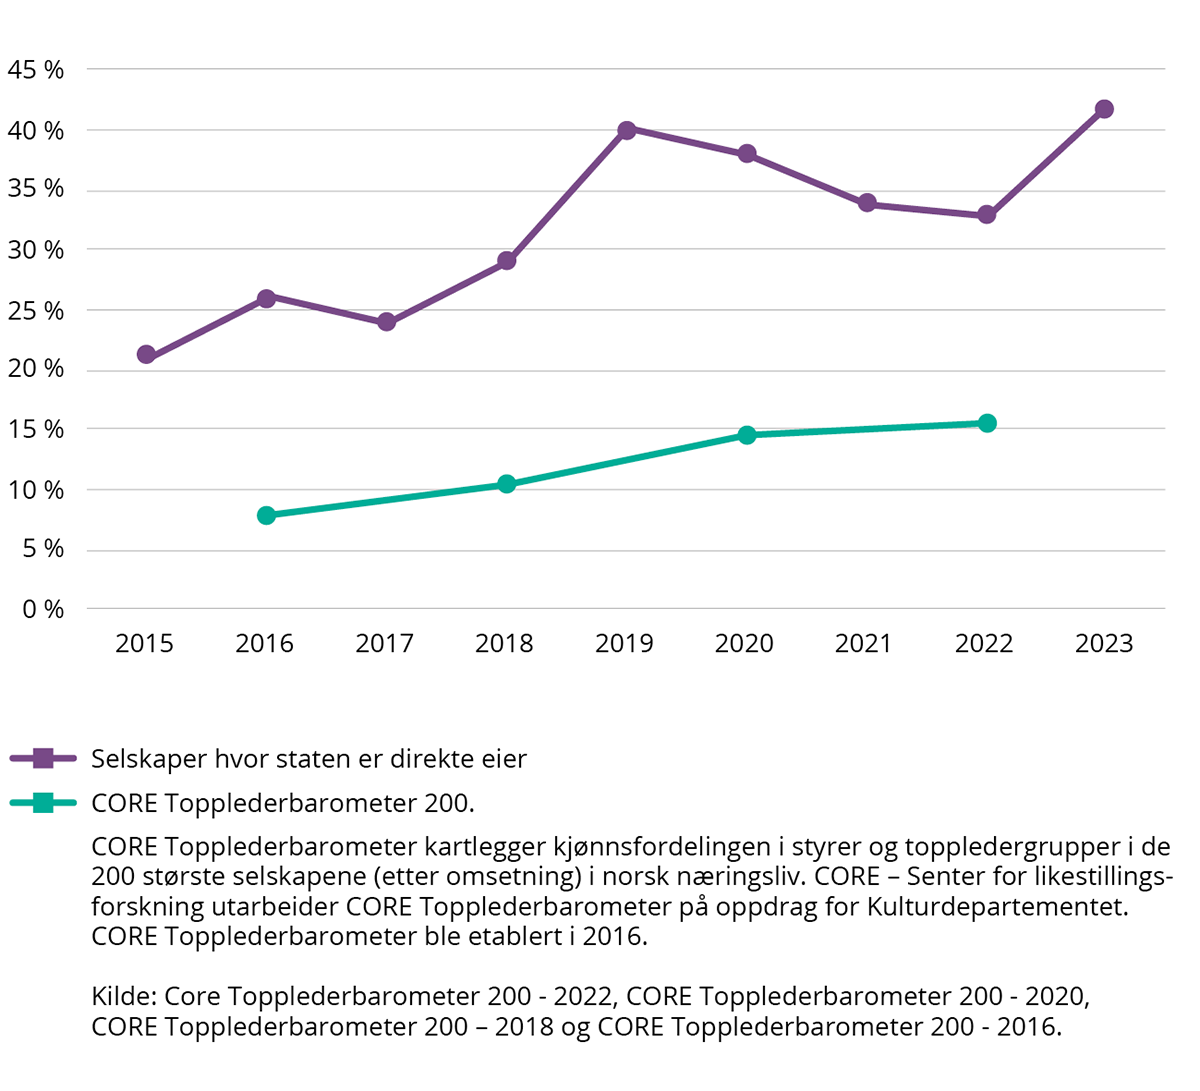 45 %
40 %
35 %
30 %
25 %
20 %
15 %
10 %
5 %
0 %
2015 2016 2017 2018 2019 2020 2021 2022 2023
Selskaper hvor staten er direkte eier
CORE Topplederbarometer 200.
CORE Topplederbarometer kartlegger kjønnsfordelingen i styrer og toppledergrupper i de
200 største selskapene (etter omsetning) i norsk næringsliv. CORE – Senter for likestillings-
forskning utarbeider CORE Topplederbarometer på oppdrag for Kulturdepartementet.
CORE Topplederbarometer ble etablert i 2016.
Kilde: Core Topplederbarometer 200 - 2022, CORE Topplederbarometer 200 - 2020,
CORE Topplederbarometer 200 – 2018 og CORE Topplederbarometer 200 - 2016.